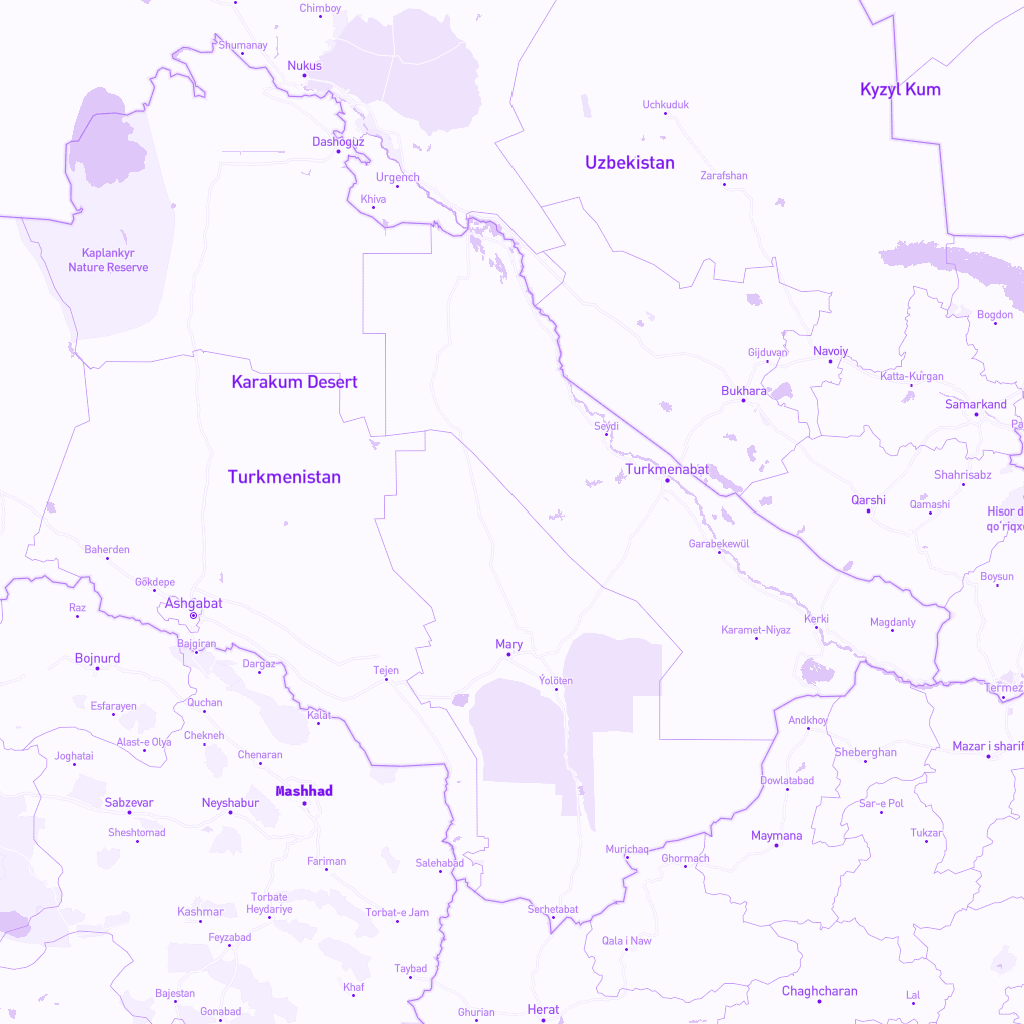 Chimboy
Shumanay
Nukus
Kyzyl Kum
Uchkuduk
Dashoguz
Uzbekistan
Zarafshan
Urgench
Khiva
Kaplankyr
Nature Reserve
Bogdon
Gijduvan
Navoiy
Katta-Kurgan
Karakum Desert
Bukhara
Samarkand
Seydi
Turkmenistan
Turkmenabat
Shahrisabz
Qarshi
Qamashi
Hisor d
qo'riqx
Garabekewül
Baherden
Gökdepe
Boysun
Ashgabat
Raz
Kerki
Magdanly
Karamet-Niyaz
Bajgiran
Mary
Bojnurd
Dargaz
Tejen
Ýolöten
Termez
Quchan
Esfarayen
Kalat
Andkhoy
Chekneh
Alast-e Olya
Joghatai
Chenaran
Sheberghan
Mazar i sharif
Dowlatabad
Mashhad
Sabzevar
Neyshabur
Sar-e Pol
Sheshtomad
Maymana
Tukzar
Murichaq
Fariman
Salehabad
Ghormach
Torbate
Heydariye
Kashmar
Torbat-e Jam
Serhetabat
Feyzabad
Qala i Naw
Taybad
Bajestan
Khaf
Chaghcharan
Lal
Gonabad
Ghurian
Herat